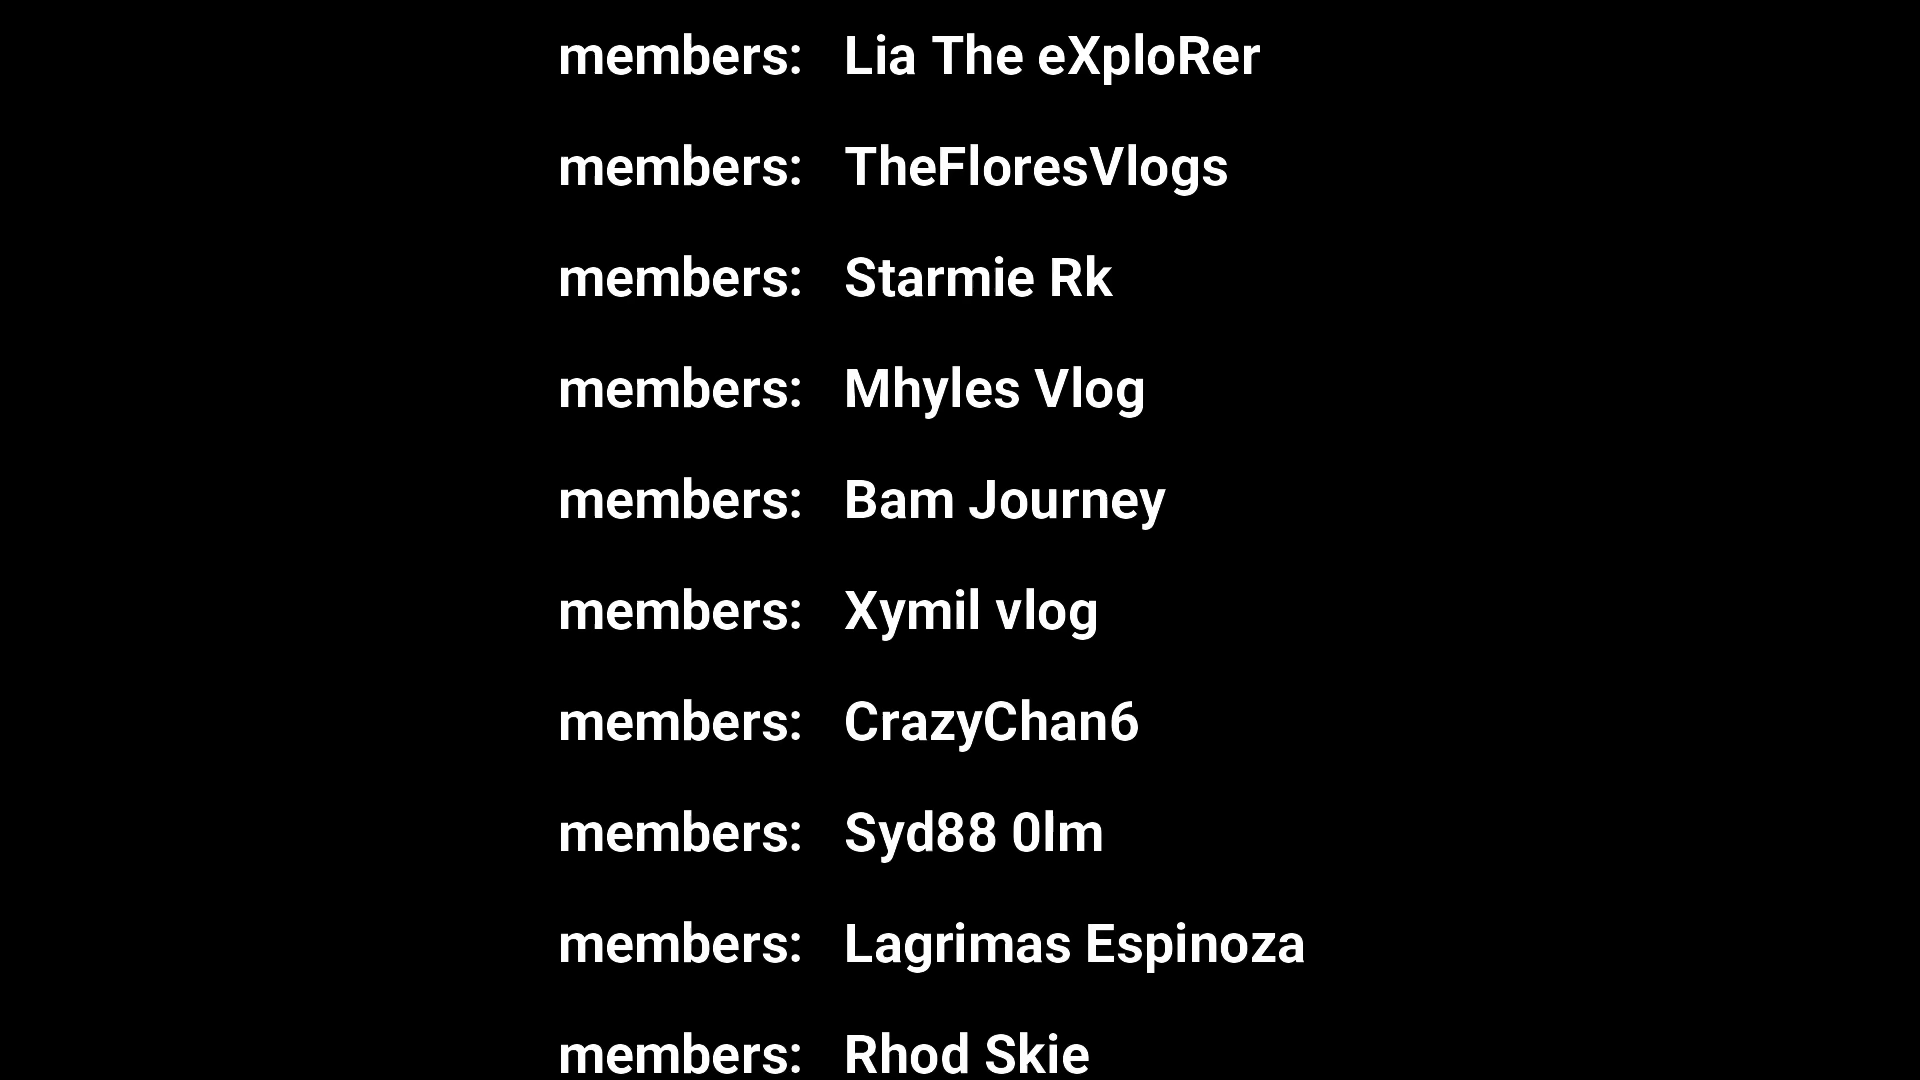 members: Lia The eXploRer
members: TheFloresVlogs
members: Starmie Rk
members: Mhyles Vlog
members: Bam Journey
members: Xymil vlog
members: CrazyChan6
members: Syd88 0lm
members: Lagrimas Espinoza
members: Rhod Skie